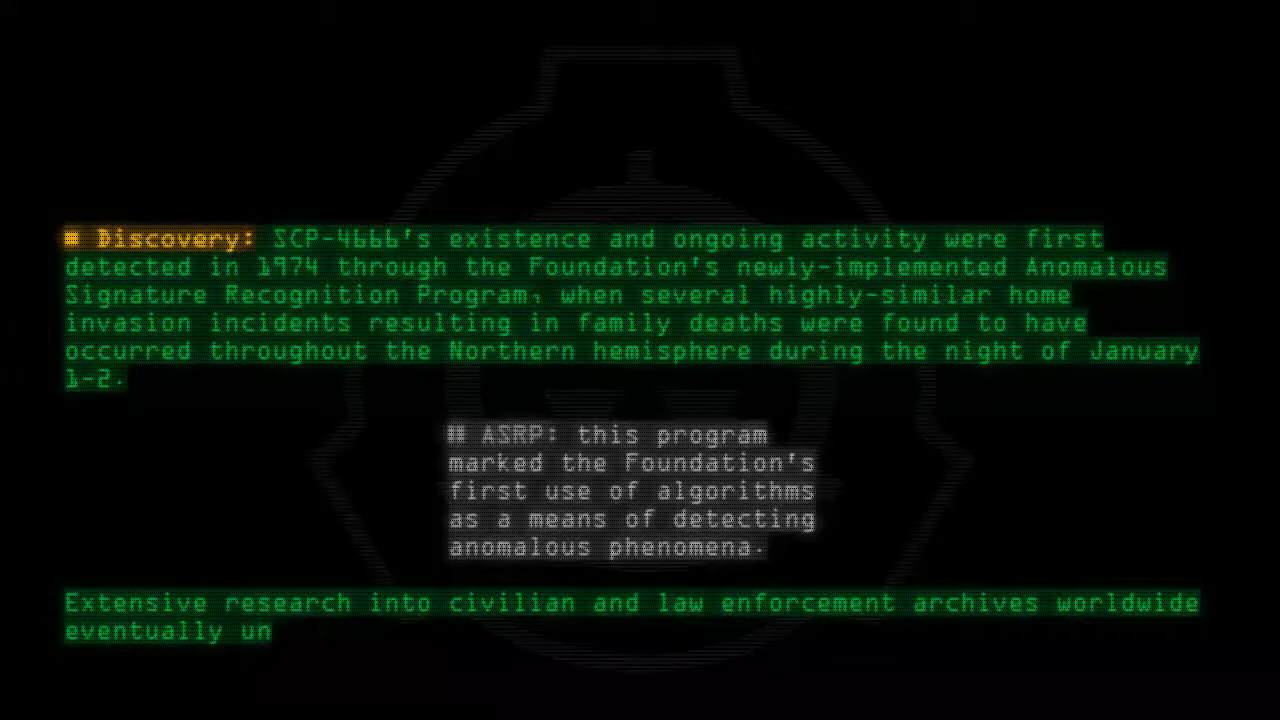 # Discovery: SCP-4666's existence and ongoing activity were first
detected in 1974 through the Foundation's newly-implemented Anomalous
Signature Recognition Program, when several highly-similar home
invasion incidents resulting in family deaths were found to have
occurred throughout the Northern hemisphere during the night of January
1-2.
## ASRP: this program
marked the Foundation's
first use of algorithms
as a means of detecting
anomalous phenomena.
Extensive research into civilian and law enforcement archives worldwide
eventually un